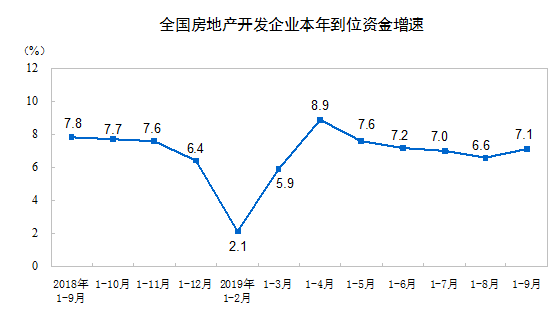 全国房地产开发企业本年到位资金增速
(%)
12
10
8
6
4
2
0
7.8
7.7
7.6
6.4
2.1
5.9
8.9
7.6
7.2
7.0
6.6
7.1
2018年
1-9月
1-10月
1-11月
1-12月
2019年
1-2月
1-3月
1-4月
1-5月
1-6月
1-7月
1-8月
1-9月